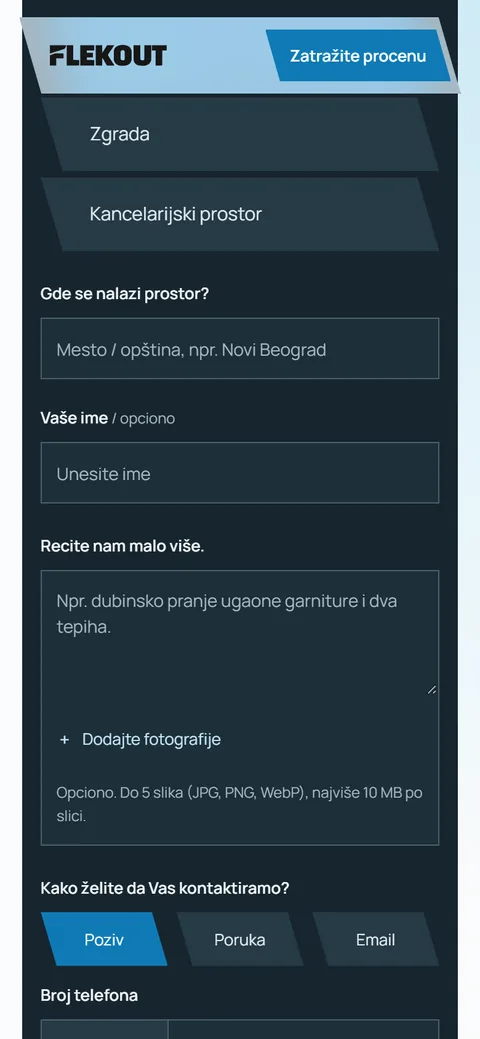 FLEKOUT
Zatražite procenu
Zgrada
Kancelarijski prostor
Gde se nalazi prostor?
Mesto / opština, npr. Novi Beograd
Vaše ime / opciono
Unesite ime
Recite nam malo više.
Npr. dubinsko pranje ugaone garniture i dva
tepiha.
+ Dodajte fotografije
Opciono. Do 5 slika (JPG, PNG, WebP), najviše 10 MB po
slici.
Kako želite da Vas kontaktiramo?
Poziv
Poruka
Email
Broj telefona